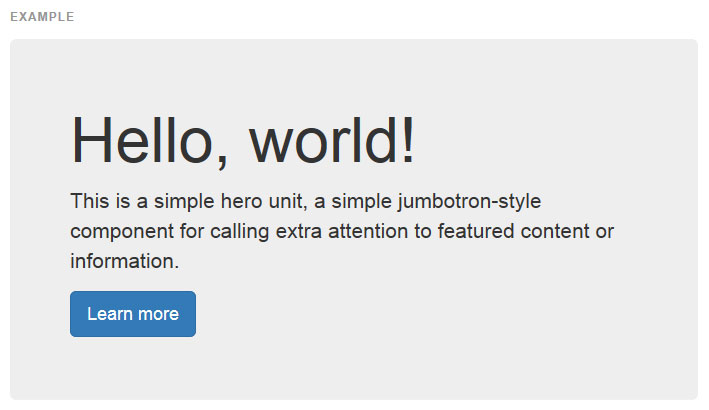 EXAMPLE
Hello, world!
This is a simple hero unit, a simple jumbotron-style
component for calling extra attention to featured content or
information.
Learn more